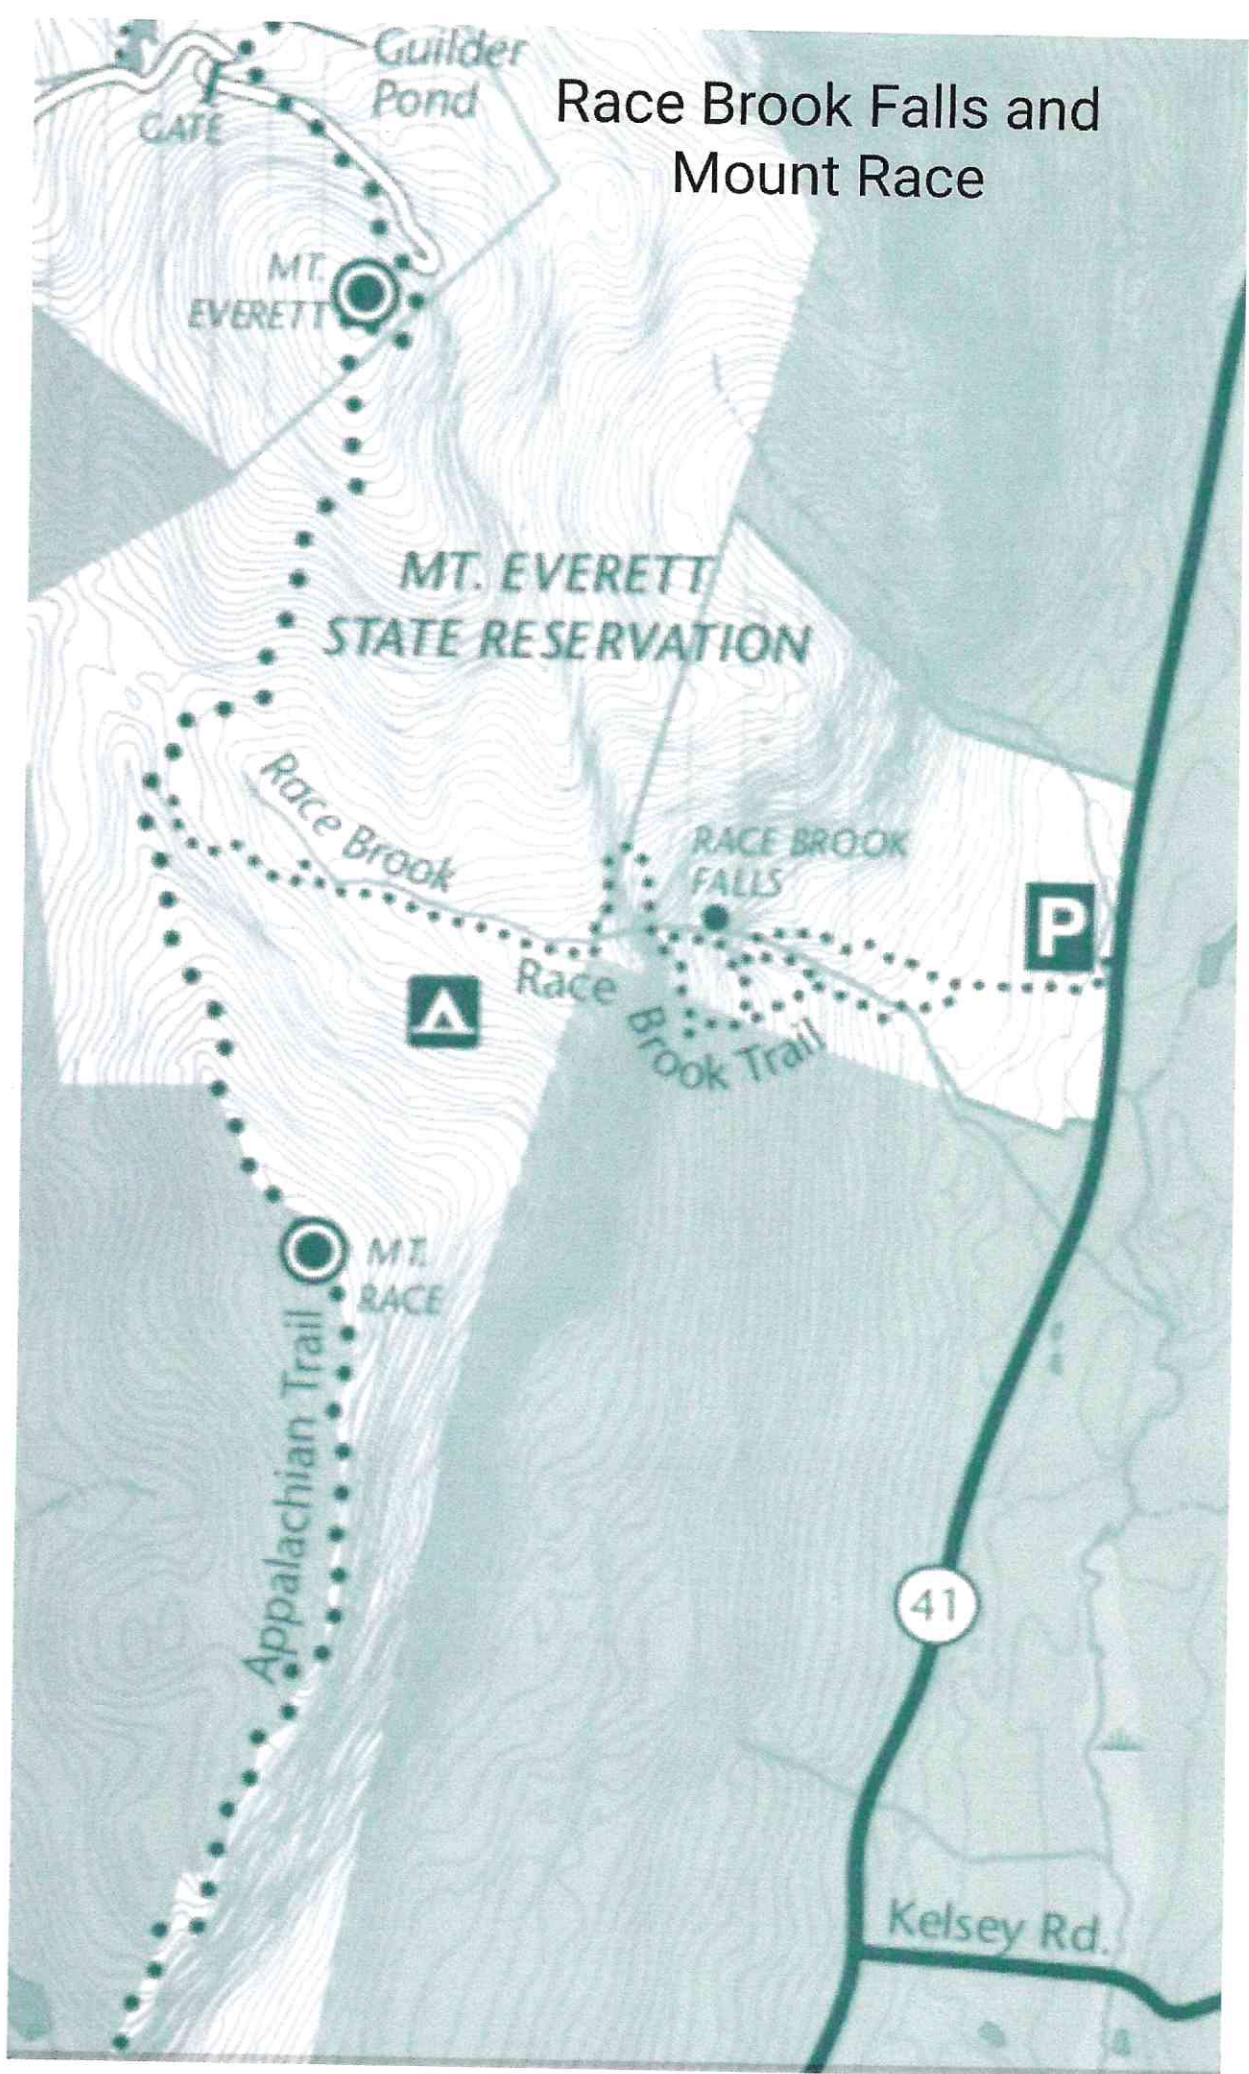 Guilder
Pond
Race Brook Falls and
Mount Race
GATE
MT.
EVERETT
MT. EVERETT
STATE RESERVATION
Race Brook
RACE BROOK
FALLS
P
Race
Brook Trail
MT.
RACE
Appalachian Trail
41
Kelsey Rd.